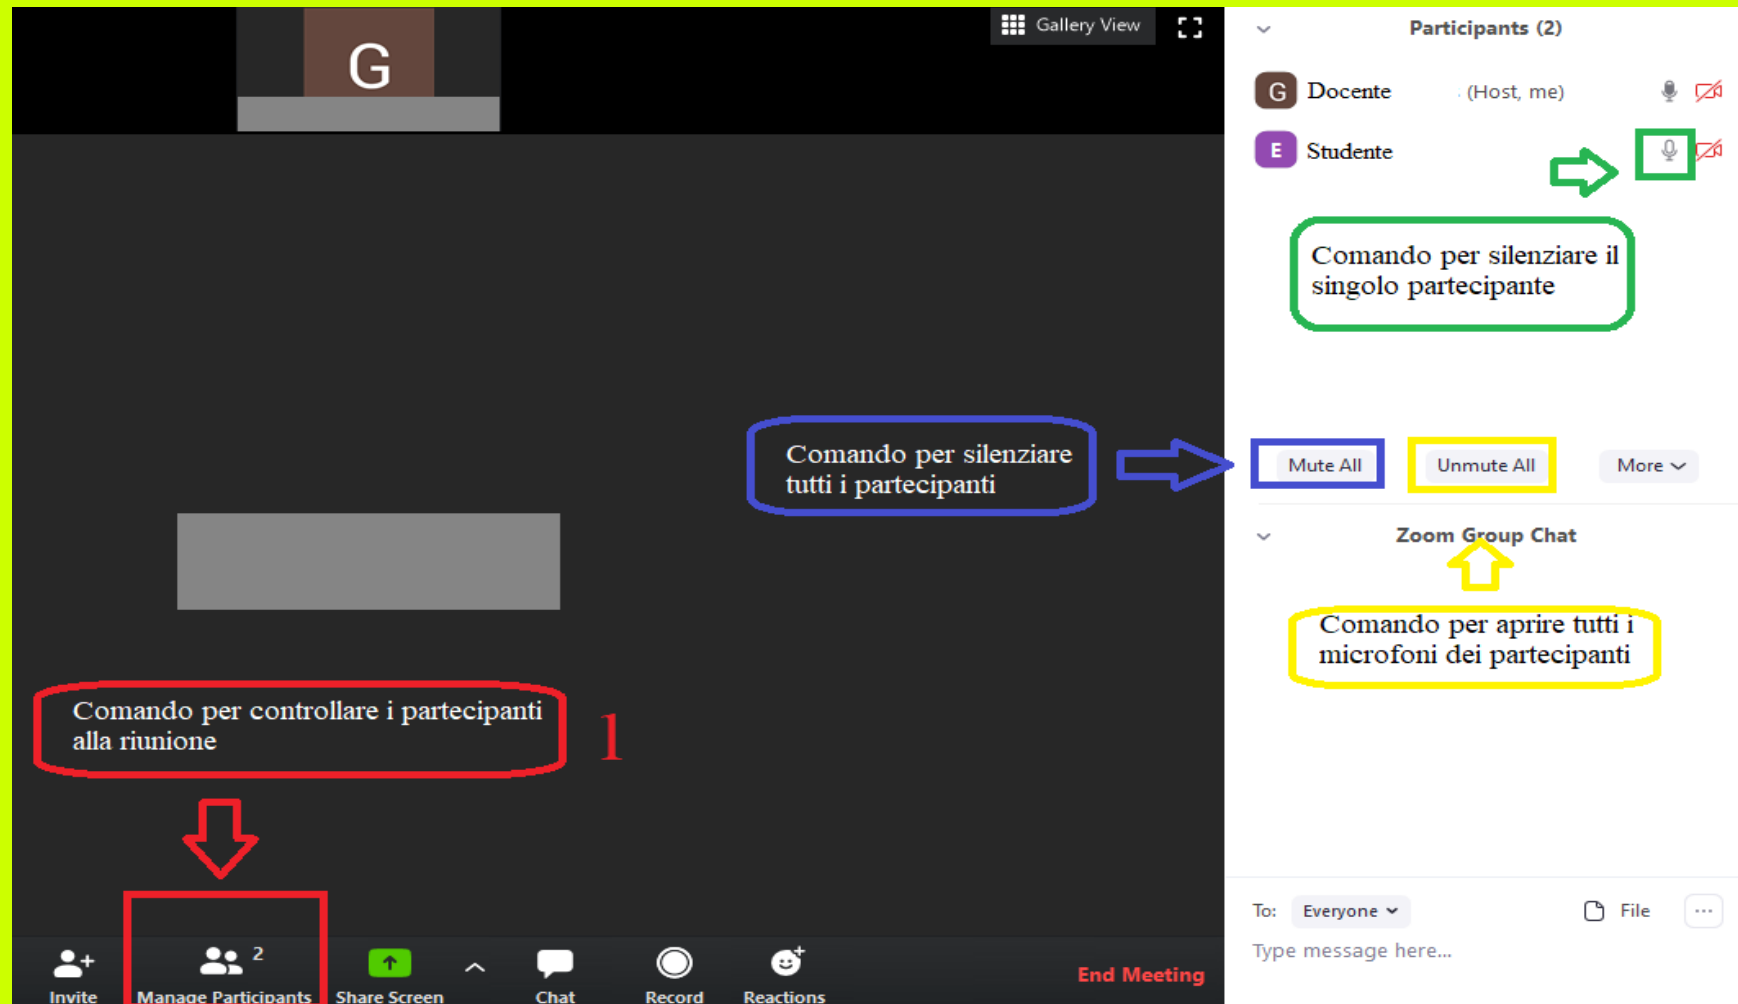 G
Gallery View
Participants (2)
G Docente (Host, me)
E Studente
Comando per silenziare il
singolo partecipante
Comando per silenziare
tutti i partecipanti
Mute All Unmute All More
Zoom Group Chat
Comando per aprire tutti i
microfoni dei partecipanti
Comando per controllare i partecipanti
alla riunione
1
To: Everyone File ...
Type message here...
2
Invite Manage Participants Share Screen Chat Record Reactions End Meeting